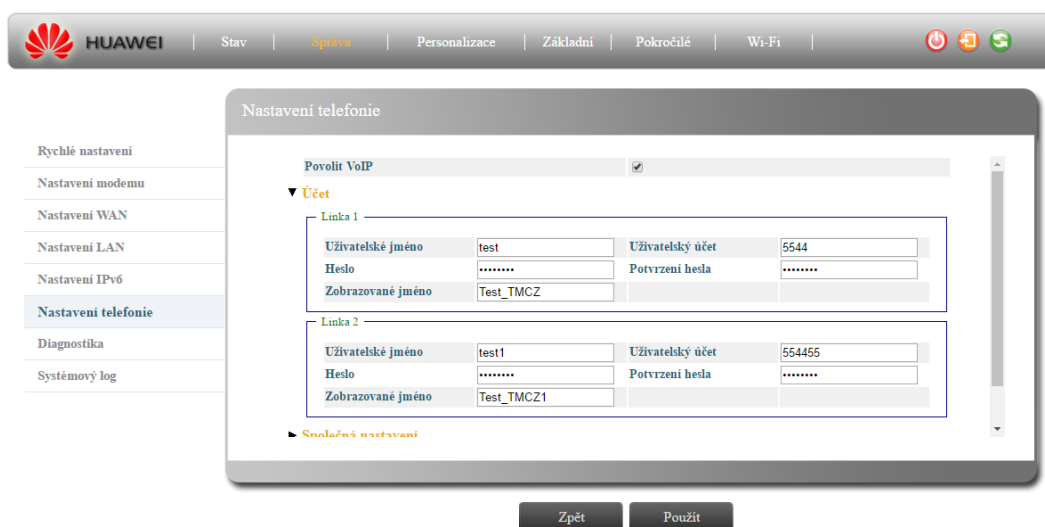 HUAWEI | Stav | Správa | Personalizace | Základní | Pokročilé | Wi-Fi |
Nastavení telefonie
Rychlé nastavení
Nastavení modemu
Nastavení WAN
Nastavení LAN
Nastavení IPv6
Nastavení telefonie
Diagnostika
Systémový log
Povolit VoIP
Účet
Linka 1
Uživatelské jméno test Uživatelský účet 5544
Heslo •••••••• Potvrzení hesla ••••••••
Zobrazované jméno Test_TMCZ
Linka 2
Uživatelské jméno test1 Uživatelský účet 554455
Heslo •••••••• Potvrzení hesla ••••••••
Zobrazované jméno Test_TMCZ1
Společná nastavení
Zpět Použít